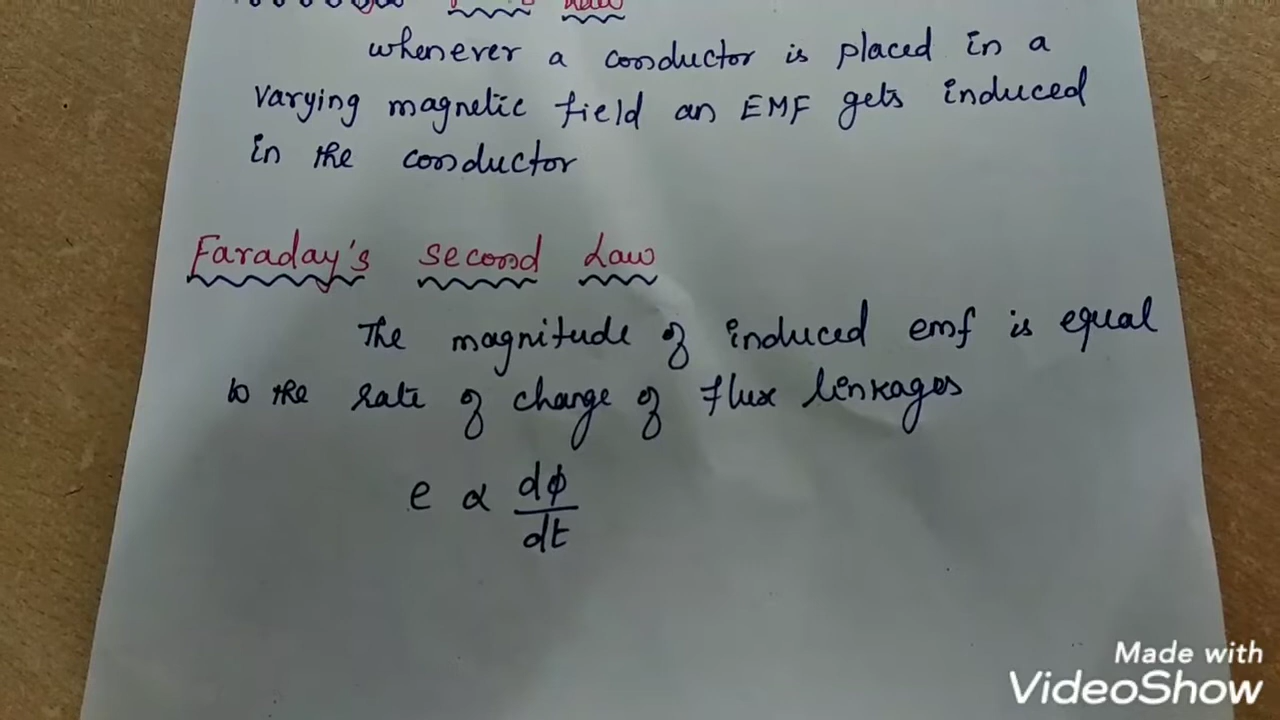 Law
whenever a conductor is placed in a
varying magnetic field an EMF gets induced
in the conductor
Faraday's second Law
The magnitude of induced emf is equal
to the rate of change of flux linkages
e ∝ dϕ/dt
Made with
VideoShow